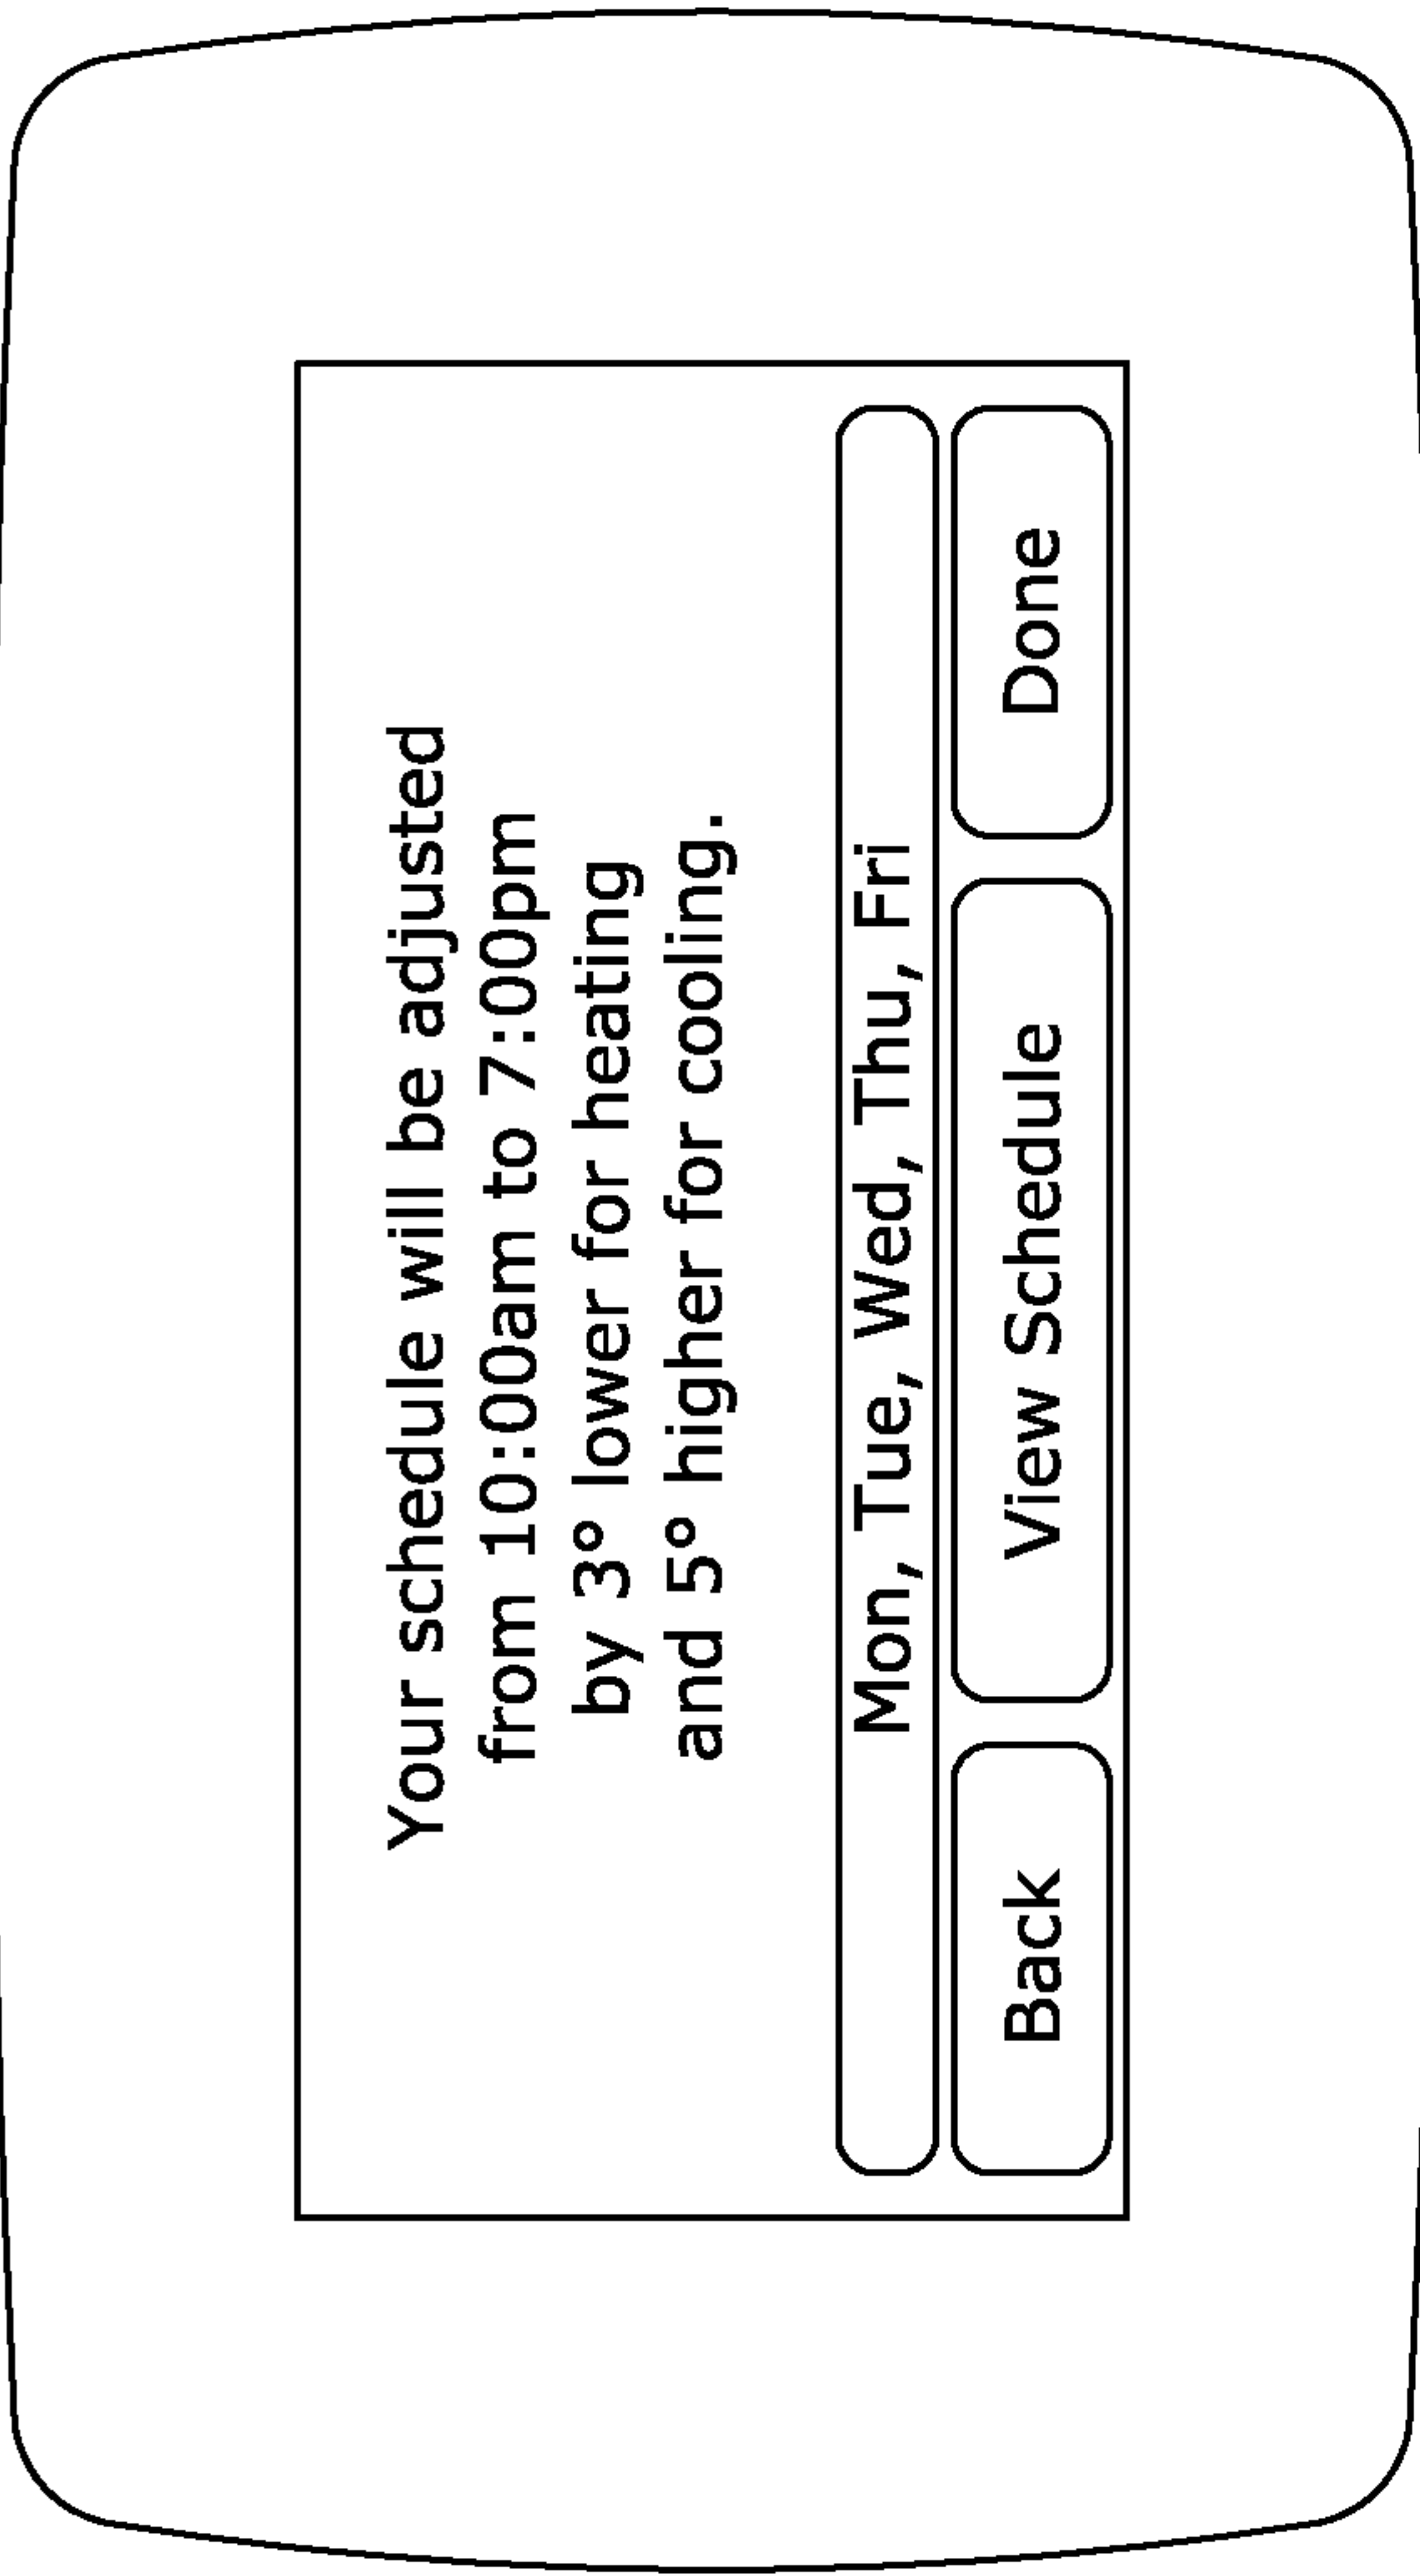 Your schedule will be adjusted
from 10:00am to 7:00pm
by 3° lower for heating
and 5° higher for cooling.
Mon, Tue, Wed, Thu, Fri
Back
View Schedule
Done